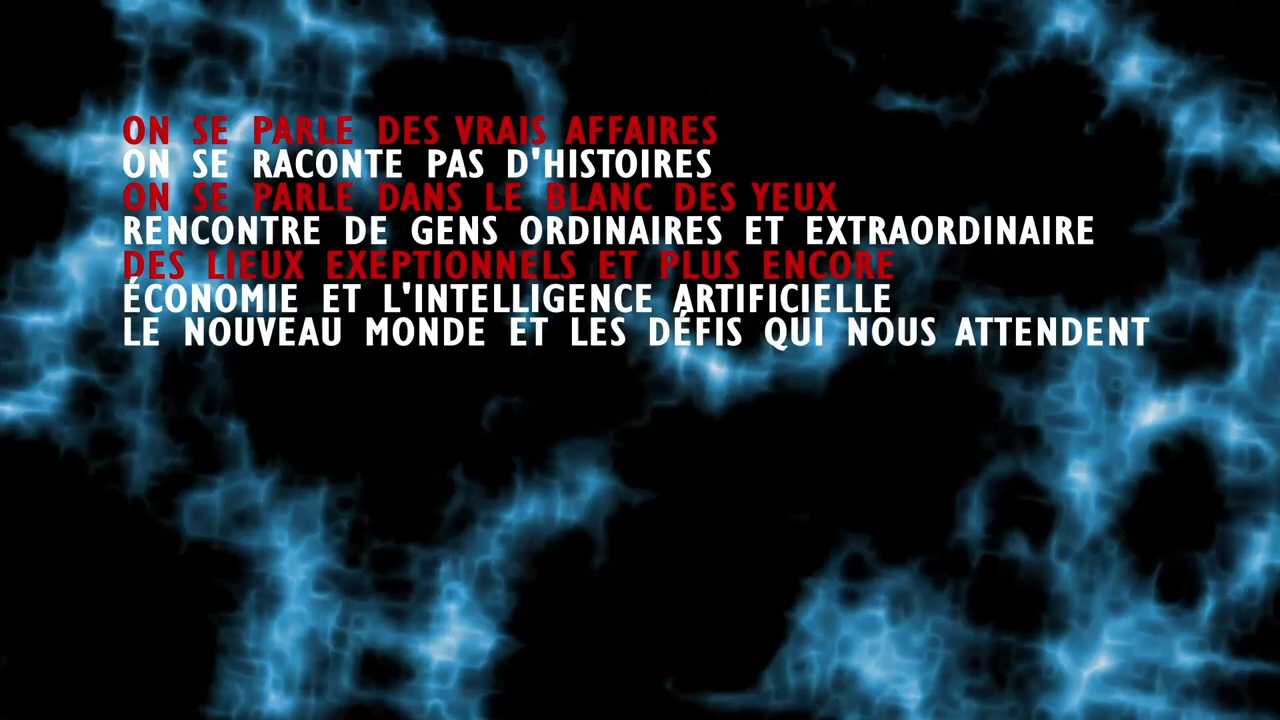 ON SE PARLE DES VRAIS AFFAIRES
ON SE RACONTE PAS D'HISTOIRES
ON SE PARLE DANS LE BLANC DES YEUX
RENCONTRE DE GENS ORDINAIRES ET EXTRAORDINAIRE
DES LIEUX EXEPTIONNELS ET PLUS ENCORE
ÉCONOMIE ET L'INTELLIGENCE ARTIFICIELLE
LE NOUVEAU MONDE ET LES DÉFIS QUI NOUS ATTENDENT